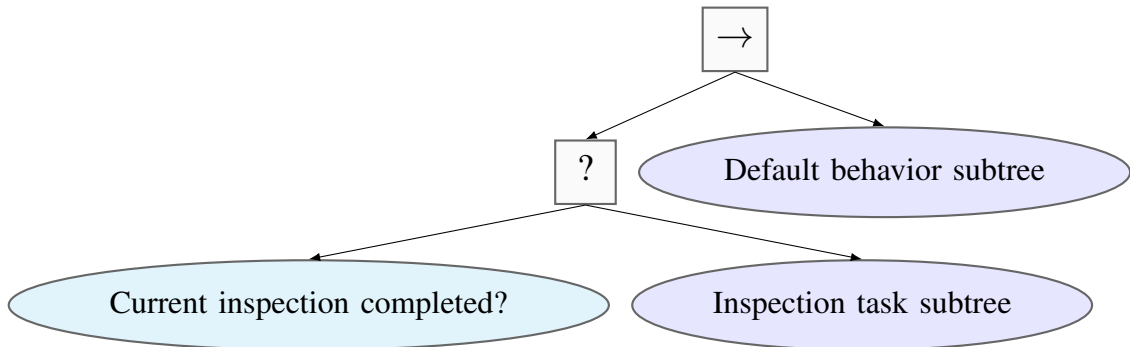 →
?
Default behavior subtree
Current inspection completed?
Inspection task subtree